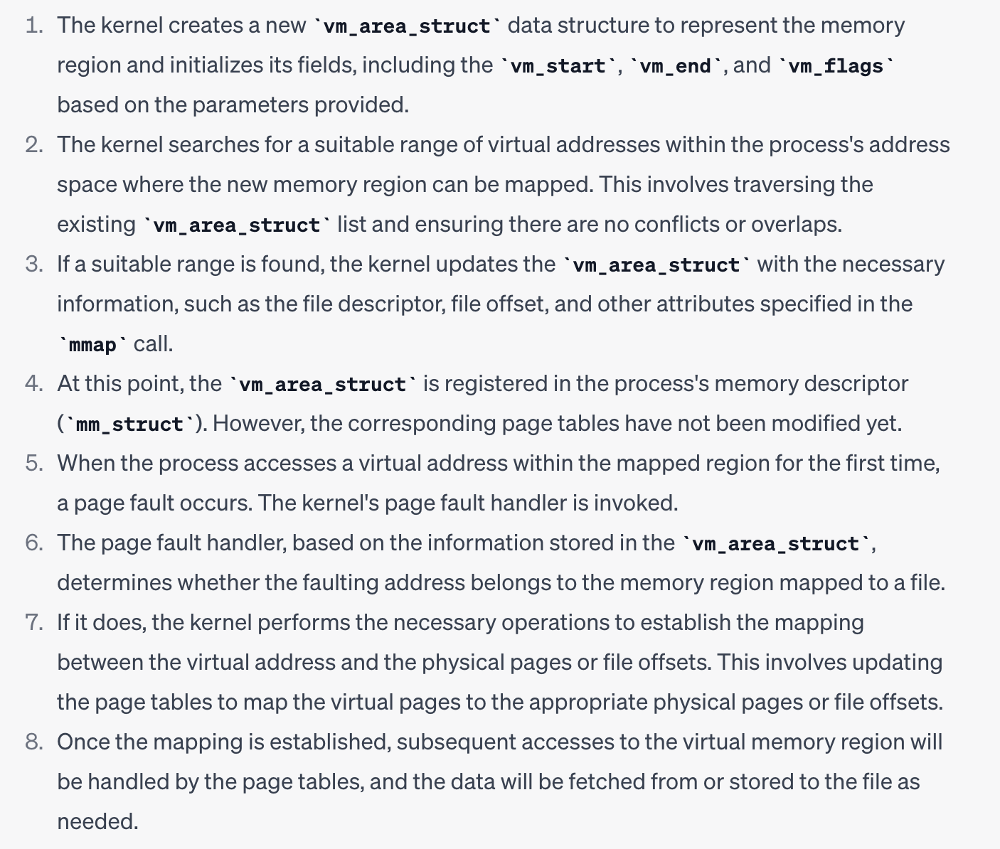 1. The kernel creates a new `vm_area_struct` data structure to represent the memory
region and initializes its fields, including the `vm_start`, `vm_end`, and `vm_flags`
based on the parameters provided.
2. The kernel searches for a suitable range of virtual addresses within the process's address
space where the new memory region can be mapped. This involves traversing the
existing `vm_area_struct` list and ensuring there are no conflicts or overlaps.
3. If a suitable range is found, the kernel updates the `vm_area_struct` with the necessary
information, such as the file descriptor, file offset, and other attributes specified in the
`mmap` call.
4. At this point, the `vm_area_struct` is registered in the process's memory descriptor
(`mm_struct`). However, the corresponding page tables have not been modified yet.
5. When the process accesses a virtual address within the mapped region for the first time,
a page fault occurs. The kernel's page fault handler is invoked.
6. The page fault handler, based on the information stored in the `vm_area_struct`,
determines whether the faulting address belongs to the memory region mapped to a file.
7. If it does, the kernel performs the necessary operations to establish the mapping
between the virtual address and the physical pages or file offsets. This involves updating
the page tables to map the virtual pages to the appropriate physical pages or file offsets.
8. Once the mapping is established, subsequent accesses to the virtual memory region will
be handled by the page tables, and the data will be fetched from or stored to the file as
needed.